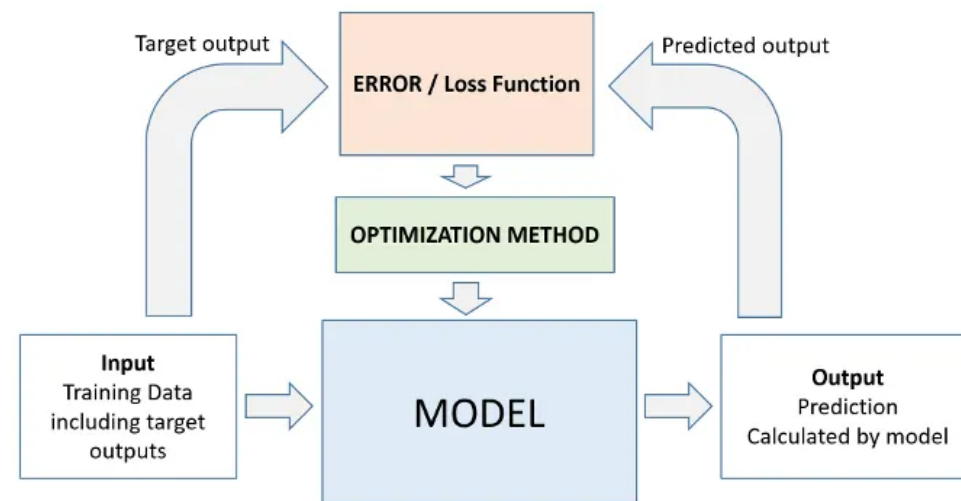 Target output
Predicted output
ERROR / Loss Function
OPTIMIZATION METHOD
Input
Training Data
including target
outputs
MODEL
Output
Prediction
Calculated by model